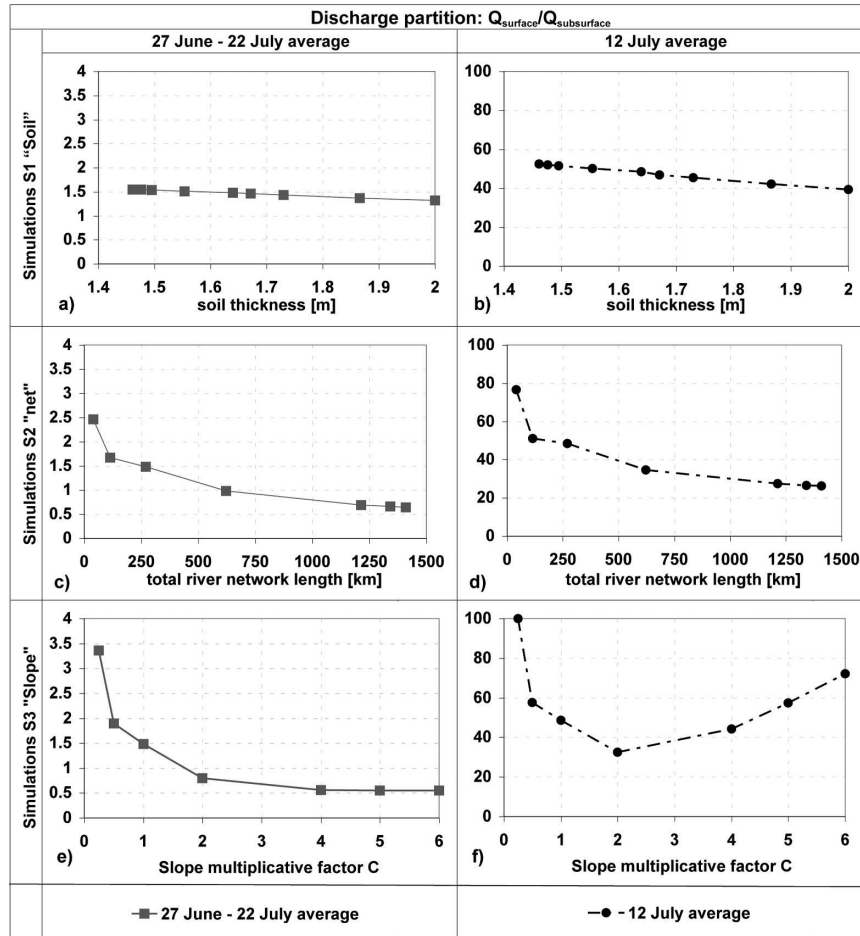 Discharge partition: Qsurface/Qsubsurface
27 June - 22 July average
12 July average
Simulations S1 “Soil”
4
3.5
3
2.5
2
1.5
1
0.5
0
1.4 1.5 1.6 1.7 1.8 1.9 2
a)
soil thickness [m]
100
80
60
40
20
0
1.4 1.5 1.6 1.7 1.8 1.9 2
b)
soil thickness [m]
Simulations S2 "net"
4
3.5
3
2.5
2
1.5
1
0.5
0
0 250 500 750 1000 1250 1500
c)
total river network length [km]
100
80
60
40
20
0
0 250 500 750 1000 1250 1500
d)
total river network length [km]
Simulations S3 "Slope"
4
3.5
3
2.5
2
1.5
1
0.5
0
0 1 2 3 4 5 6
e)
Slope multiplicative factor C
100
80
60
40
20
0
0 1 2 3 4 5 6
f)
Slope multiplicative factor C
27 June - 22 July average
12 July average